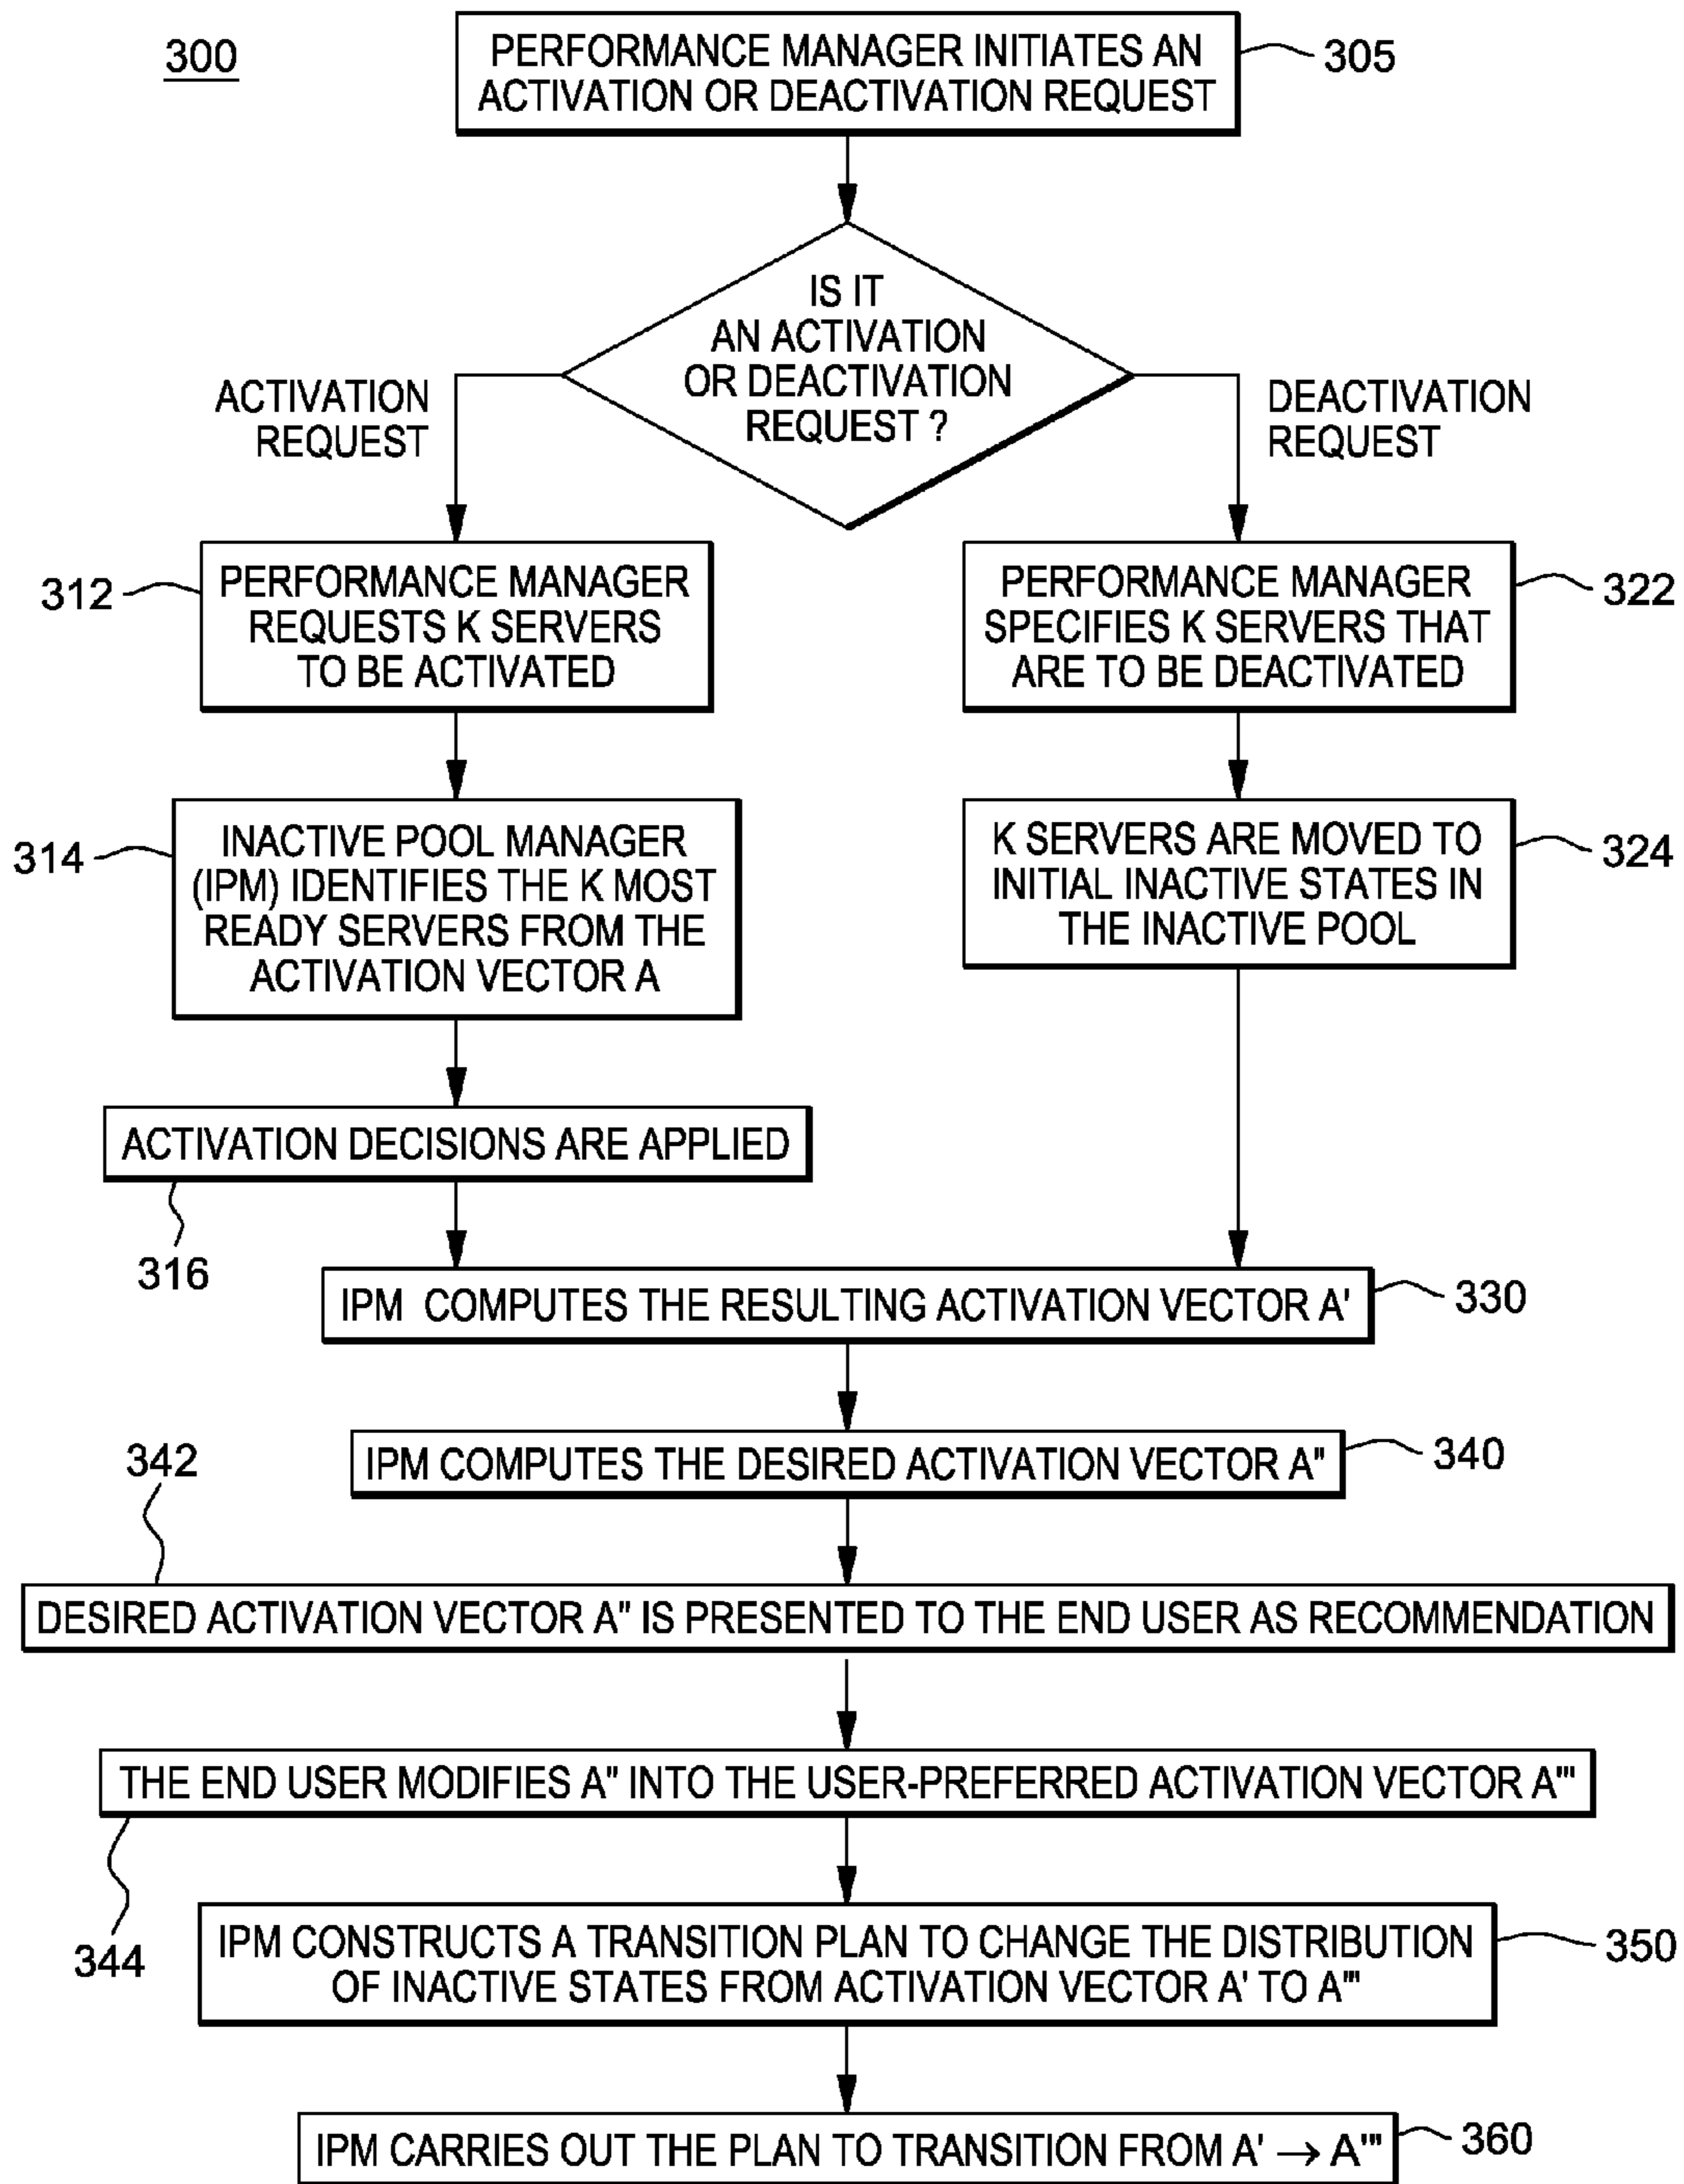 300
PERFORMANCE MANAGER INITIATES AN
ACTIVATION OR DEACTIVATION REQUEST
305
IS IT
AN ACTIVATION
OR DEACTIVATION
REQUEST ?
ACTIVATION
REQUEST
DEACTIVATION
REQUEST
312
PERFORMANCE MANAGER
REQUESTS K SERVERS
TO BE ACTIVATED
PERFORMANCE MANAGER
SPECIFIES K SERVERS THAT
ARE TO BE DEACTIVATED
322
314
INACTIVE POOL MANAGER
(IPM) IDENTIFIES THE K MOST
READY SERVERS FROM THE
ACTIVATION VECTOR A
K SERVERS ARE MOVED TO
INITIAL INACTIVE STATES IN
THE INACTIVE POOL
324
ACTIVATION DECISIONS ARE APPLIED
316
IPM COMPUTES THE RESULTING ACTIVATION VECTOR A'
330
IPM COMPUTES THE DESIRED ACTIVATION VECTOR A"
340
342
DESIRED ACTIVATION VECTOR A" IS PRESENTED TO THE END USER AS RECOMMENDATION
THE END USER MODIFIES A" INTO THE USER-PREFERRED ACTIVATION VECTOR A'"
344
IPM CONSTRUCTS A TRANSITION PLAN TO CHANGE THE DISTRIBUTION
OF INACTIVE STATES FROM ACTIVATION VECTOR A' TO A'"
350
IPM CARRIES OUT THE PLAN TO TRANSITION FROM A' → A'"
360